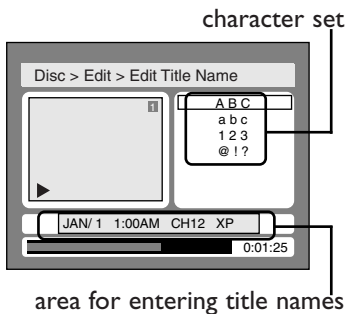 character set
Disc > Edit > Edit Title Name
1
A B C
a b c
1 2 3
@ ! ?
JAN/ 1 1:00AM CH12 XP
0:01:25
area for entering title names